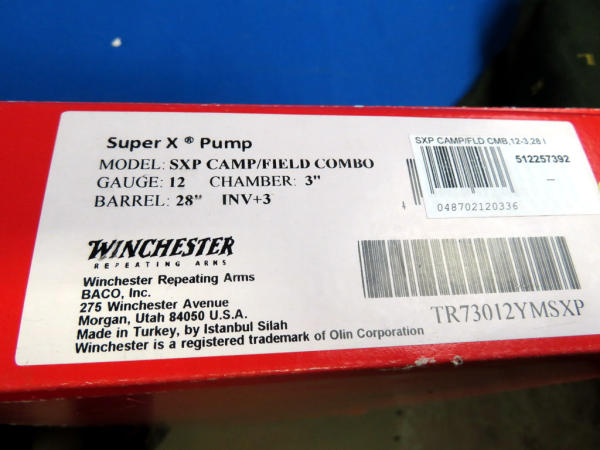 Super X ® Pump
MODEL: SXP CAMP/FIELD COMBO
GAUGE: 12 CHAMBER: 3"
BARREL: 28" INV+3
SXP CAMP/FLD CMB,12-3,28 I
512257392
4
048702120336
WINCHESTER
REPEATING ARMS
Winchester Repeating Arms
BACO, Inc.
275 Winchester Avenue
Morgan, Utah 84050 U.S.A.
Made in Turkey, by Istanbul Silah
Winchester is a registered trademark of Olin Corporation
TR73012YMSXP